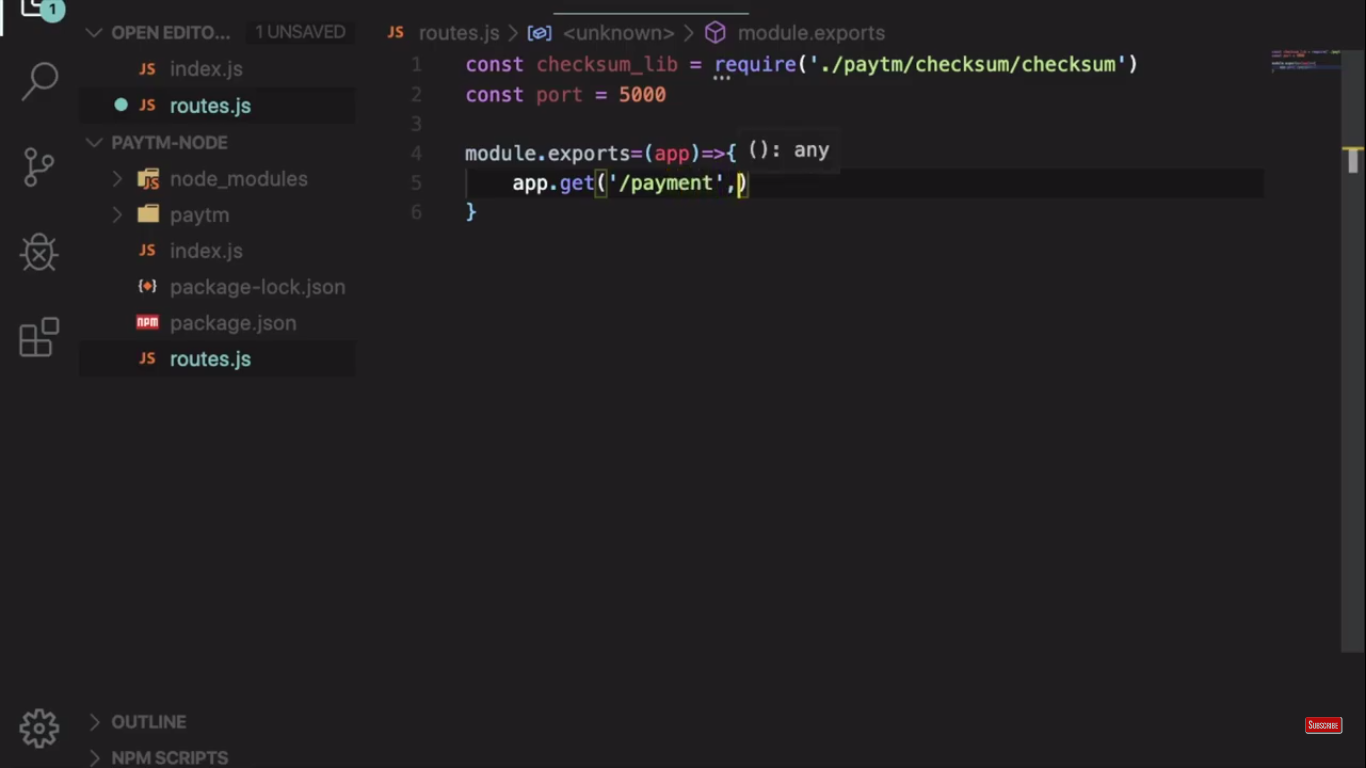 1
OPEN EDITO... 1 UNSAVED
JS index.js
JS routes.js
PAYTM-NODE
node_modules
paytm
JS index.js
package-lock.json
npm package.json
JS routes.js
OUTLINE
NPM SCRIPTS
JS routes.js > <unknown> > module.exports
1 const checksum_lib = require('./paytm/checksum/checksum')
2 const port = 5000
3
4 module.exports=(app)=>{ (): any
5 app.get('/payment',)
6 }
SUBSCRIBE